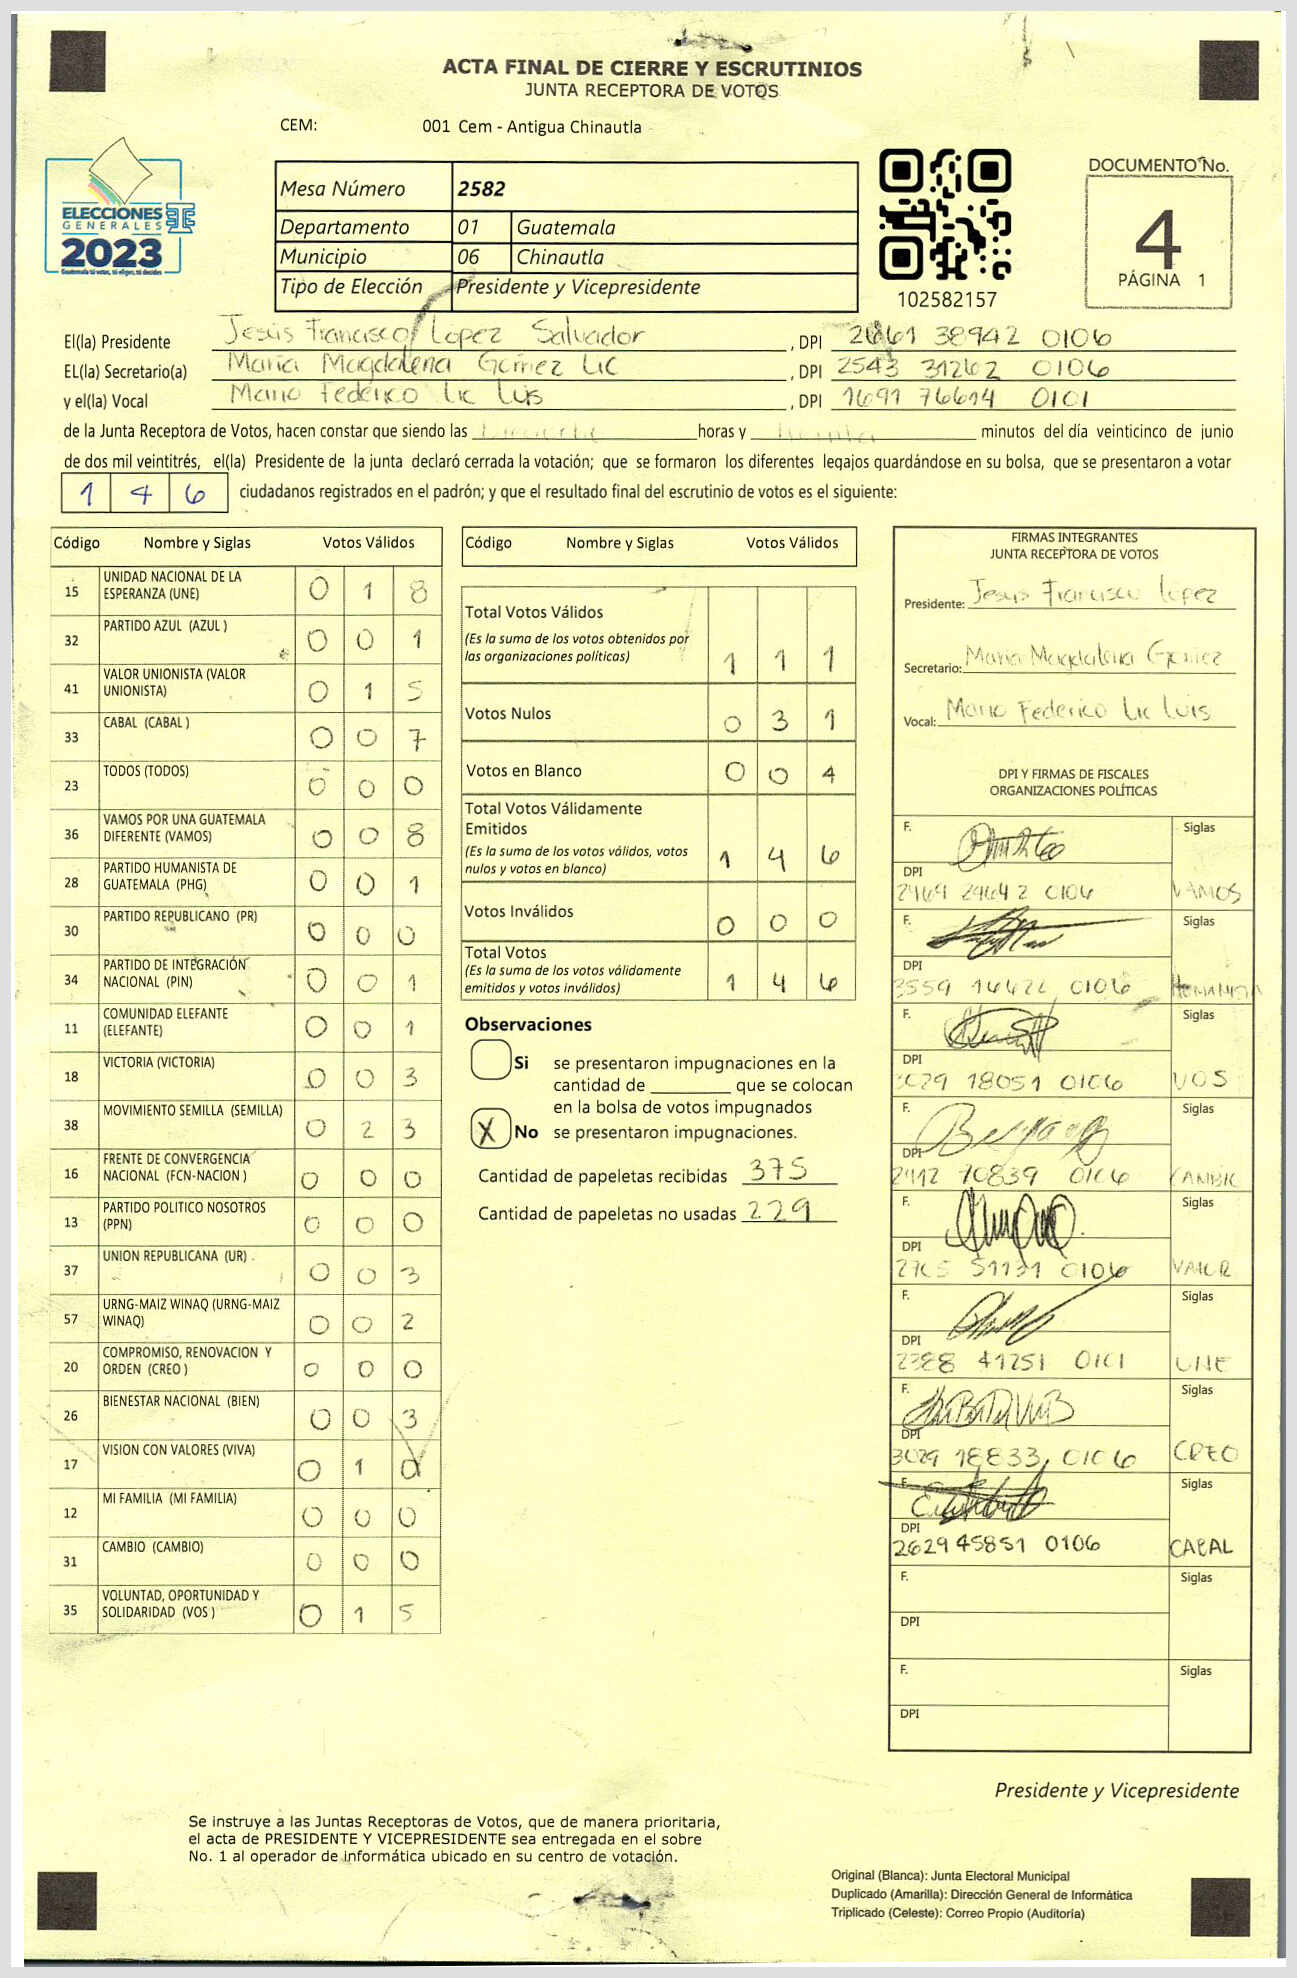 ACTA FINAL DE CIERRE Y ESCRUTINIOS
JUNTA RECEPTORA DE VOTOS
CEM: 001 Cem - Antigua Chinautla
ELECCIONES
GENERALES
2023
Guatemala tú votas, tú eliges, tú decides
Mesa Número 2582
Departamento 01 Guatemala
Municipio 06 Chinautla
Tipo de Elección Presidente y Vicepresidente
102582157
DOCUMENTO No.
4
PÁGINA 1
El(la) Presidente Jesús Francisco López Salvador , DPI 2661 38942 0106
EL(la) Secretario(a) María Magdalena Gómez Lic , DPI 2543 31262 0106
y el(la) Vocal Mario Federico Lic Luis , DPI 1691 76614 0101
de la Junta Receptora de Votos, hacen constar que siendo las horas y minutos del día veinticinco de junio
de dos mil veintitrés, el(la) Presidente de la junta declaró cerrada la votación; que se formaron los diferentes legajos guardándose en su bolsa, que se presentaron a votar
1 4 6 ciudadanos registrados en el padrón; y que el resultado final del escrutinio de votos es el siguiente:
Código Nombre y Siglas Votos Válidos
15 UNIDAD NACIONAL DE LA ESPERANZA (UNE) 0 1 8
32 PARTIDO AZUL (AZUL ) 0 0 1
41 VALOR UNIONISTA (VALOR UNIONISTA) 0 1 5
33 CABAL (CABAL ) 0 0 7
23 TODOS (TODOS) 0 0 0
36 VAMOS POR UNA GUATEMALA DIFERENTE (VAMOS) 0 0 8
28 PARTIDO HUMANISTA DE GUATEMALA (PHG) 0 0 1
30 PARTIDO REPUBLICANO (PR) 0 0 0
34 PARTIDO DE INTEGRACIÓN NACIONAL (PIN) 0 0 1
11 COMUNIDAD ELEFANTE (ELEFANTE) 0 0 1
18 VICTORIA (VICTORIA) 0 0 3
38 MOVIMIENTO SEMILLA (SEMILLA) 0 2 3
16 FRENTE DE CONVERGENCIA NACIONAL (FCN-NACION ) 0 0 0
13 PARTIDO POLITICO NOSOTROS (PPN) 0 0 0
37 UNION REPUBLICANA (UR) 0 0 3
57 URNG-MAIZ WINAQ (URNG-MAIZ WINAQ) 0 0 2
20 COMPROMISO, RENOVACION Y ORDEN (CREO ) 0 0 0
26 BIENESTAR NACIONAL (BIEN) 0 0 3
17 VISION CON VALORES (VIVA) 0 1 0
12 MI FAMILIA (MI FAMILIA) 0 0 0
31 CAMBIO (CAMBIO) 0 0 0
35 VOLUNTAD, OPORTUNIDAD Y SOLIDARIDAD (VOS ) 0 1 5
Código Nombre y Siglas Votos Válidos
Total Votos Válidos
(Es la suma de los votos obtenidos por
las organizaciones políticas) 1 1 1
Votos Nulos 0 3 1
Votos en Blanco 0 0 4
Total Votos Válidamente
Emitidos
(Es la suma de los votos válidos, votos
nulos y votos en blanco) 1 4 6
Votos Inválidos 0 0 0
Total Votos
(Es la suma de los votos válidamente
emitidos y votos inválidos) 1 4 6
Observaciones
Si se presentaron impugnaciones en la
cantidad de ________ que se colocan
en la bolsa de votos impugnados
X No se presentaron impugnaciones.
Cantidad de papeletas recibidas 375
Cantidad de papeletas no usadas 229
FIRMAS INTEGRANTES
JUNTA RECEPTORA DE VOTOS
Presidente: Jesús Francisco López
Secretario: María Magdalena Gómez
Vocal: Mario Federico Lic Luis
DPI Y FIRMAS DE FISCALES
ORGANIZACIONES POLÍTICAS
F. Siglas
DPI
2469 29642 0106 VAMOS
F. Siglas
DPI
0106 HUMANISTA
F. Siglas
DPI
3029 18051 0106 VOS
F. Siglas
DPI
2412 70839 0106 CAMBIO
F. Siglas
DPI
2705 51131 0106 VALOR
F. Siglas
DPI
2388 41251 0101 UNE
F. Siglas
DPI
3029 18833 0106 CREO
F. Siglas
DPI
2629 45851 0106 CABAL
F. Siglas
DPI
F. Siglas
DPI
Presidente y Vicepresidente
Se instruye a las Juntas Receptoras de Votos, que de manera prioritaria,
el acta de PRESIDENTE Y VICEPRESIDENTE sea entregada en el sobre
No. 1 al operador de informática ubicado en su centro de votación.
Original (Blanca): Junta Electoral Municipal
Duplicado (Amarilla): Dirección General de Informática
Triplicado (Celeste): Correo Propio (Auditoría)